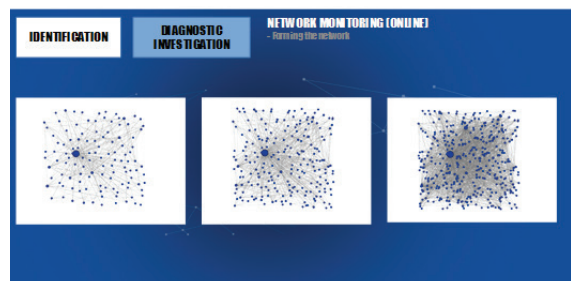 IDENTIFICATION
DIAGNOSTIC
INVESTIGATION
NETWORK MONITORING (ONLINE)
- Forming the network